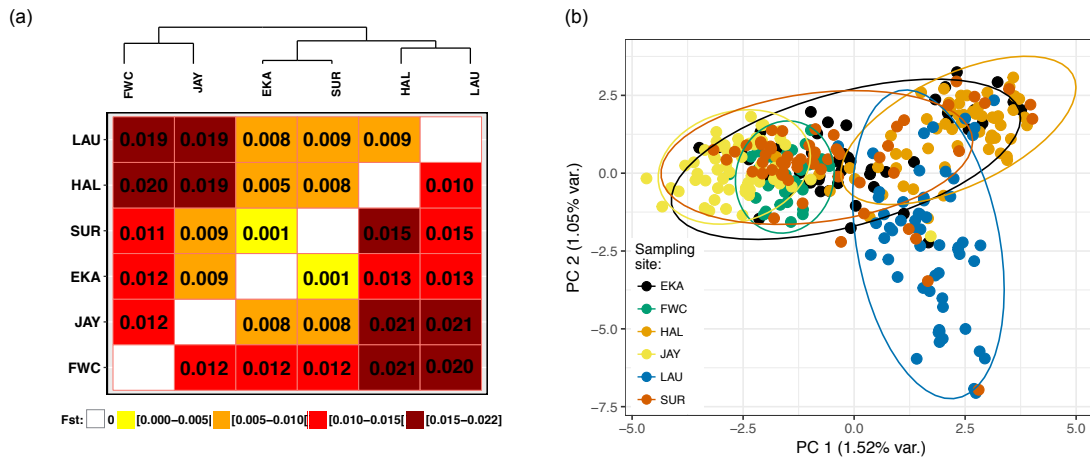 (a)
FWC JAY EKA SUR HAL LAU
LAU 0.019 0.019 0.008 0.009 0.009
HAL 0.020 0.019 0.005 0.008 0.010
SUR 0.011 0.009 0.001 0.015 0.015
EKA 0.012 0.009 0.001 0.013 0.013
JAY 0.012 0.008 0.008 0.021 0.021
FWC 0.012 0.012 0.012 0.021 0.020
Fst: 0 [0.000−0.005[ [0.005−0.010[ [0.010−0.015[ [0.015−0.022]
(b)
PC 2 (1.05% var.)
2.5
0.0
−2.5
−5.0
−7.5
Sampling
site:
EKA
FWC
HAL
JAY
LAU
SUR
−5.0 −2.5 0.0 2.5 5.0
PC 1 (1.52% var.)